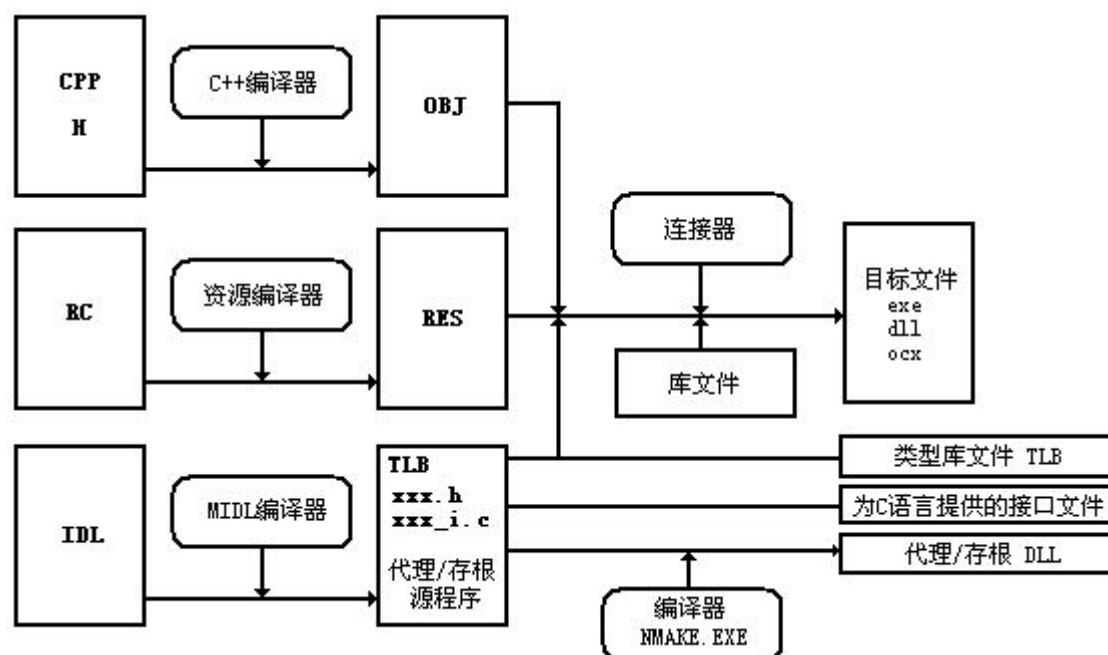 CPP
H
C++编译器
OBJ
RC
资源编译器
RES
连接器
库文件
目标文件
exe
dll
ocx
IDL
MIDL编译器
TLB
xxx.h
xxx_i.c
代理/存根
源程序
类型库文件 TLB
为C语言提供的接口文件
代理/存根 DLL
编译器
NMAKE.EXE